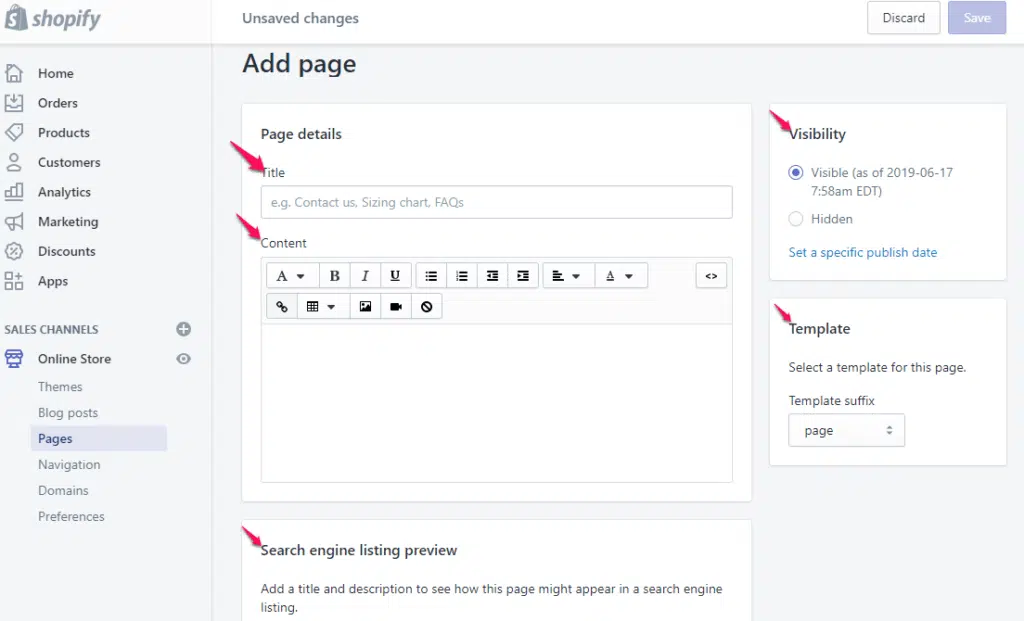 shopify
Unsaved changes
Discard
Save
Home
Orders
Products
Customers
Analytics
Marketing
Discounts
Apps
SALES CHANNELS
Online Store
Themes
Blog posts
Pages
Navigation
Domains
Preferences
Add page
Page details
Title
e.g. Contact us, Sizing chart, FAQs
Content
A
B
I
U
A
<>
Search engine listing preview
Add a title and description to see how this page might appear in a search engine
listing.
Visibility
Visible (as of 2019-06-17
7:58am EDT)
Hidden
Set a specific publish date
Template
Select a template for this page.
Template suffix
page